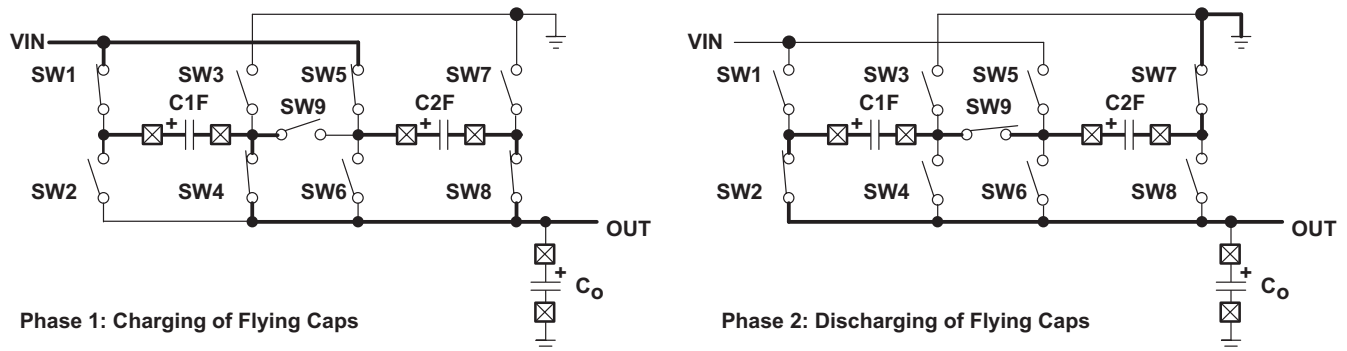 VIN
SW1
SW3
SW5
SW7
C1F
SW9
C2F
+
+
SW2
SW4
SW6
SW8
OUT
+
Co
Phase 1: Charging of Flying Caps
VIN
SW1
SW3
SW5
SW7
C1F
SW9
C2F
+
+
SW2
SW4
SW6
SW8
OUT
+
Co
Phase 2: Discharging of Flying Caps